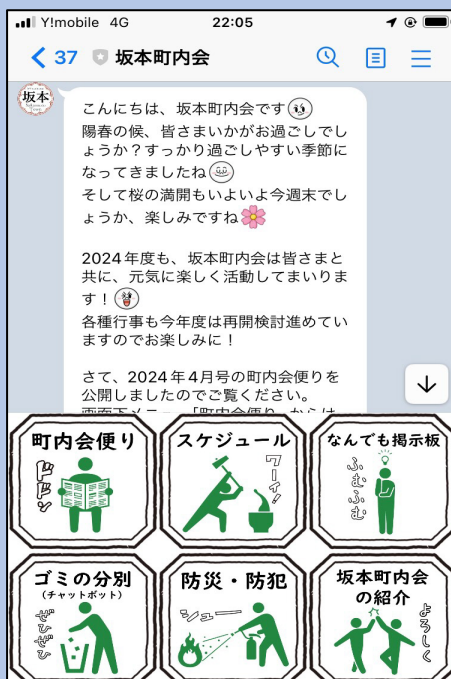 Y!mobile 4G
22:05
37
坂本町内会
坂本
こんにちは、坂本町内会です
陽春の候、皆さまいかがお過ごしでし
ょうか？すっかり過ごしやすい季節に
なってきましたね
そして桜の満開もいよいよ今週末でし
ょうか、楽しみですね🌸
2024年度も、坂本町内会は皆さまと
共に、元気に楽しく活動してまいりま
す！
各種行事も今年度は再開検討進めてい
ますのでお楽しみに！
さて、2024年4月号の町内会便りを
公開しましたのでご覧ください。
町内会便り
ドドン
スケジュール
ワーイ！
なんでも掲示板
ふむふむ
ゴミの分別
(チャットボット)
ぜひぜひ
防災・防犯
シュー
坂本町内会
の紹介
よろしく